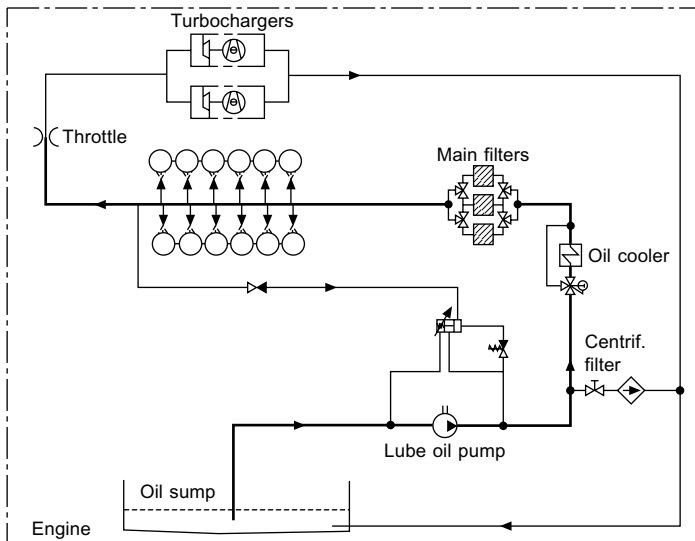 Turbochargers
Throttle
Main filters
Oil cooler
Centrif.
filter
Lube oil pump
Oil sump
Engine